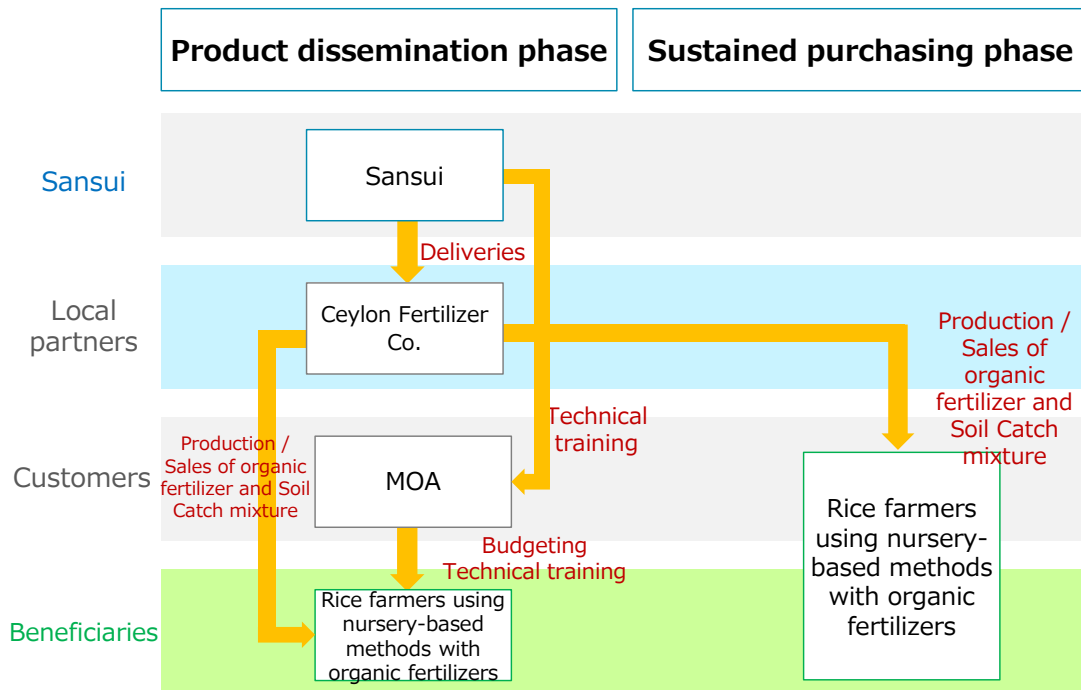 Product dissemination phase
Sustained purchasing phase
Sansui
Sansui
Deliveries
Local
partners
Ceylon Fertilizer
Co.
Production /
Sales of
organic
fertilizer and
Soil Catch
mixture
Technical
training
Customers
Production /
Sales of organic
fertilizer and Soil
Catch mixture
MOA
Budgeting
Technical training
Rice farmers
using nursery-
based methods
with organic
fertilizers
Beneficiaries
Rice farmers using
nursery-based
methods with
organic fertilizers